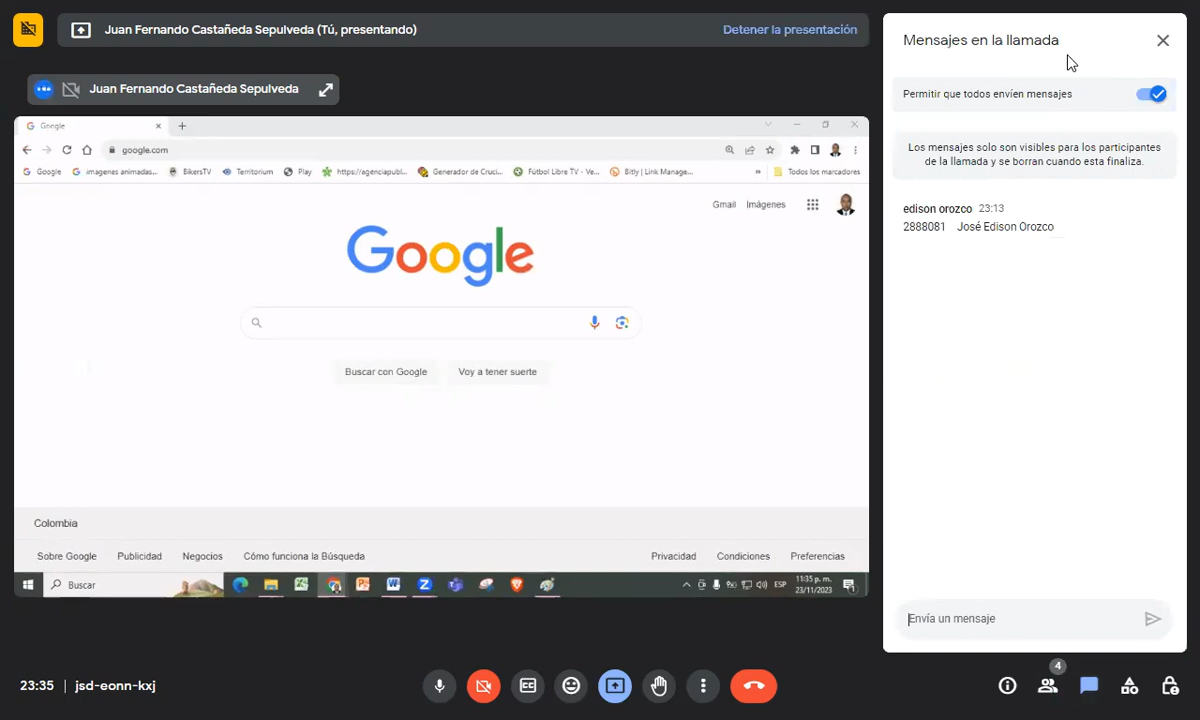 Juan Fernando Castañeda Sepulveda (Tú, presentando)
Detener la presentación
Juan Fernando Castañeda Sepulveda
Google
google.com
Google
imagenes animadas...
BikersTV
Territorium
Play
https://agenciapubl...
Generador de Cruci...
Fútbol Libre TV - Ve...
Bitly | Link Manage...
»
Todos los marcadores
Gmail
Imágenes
Google
Buscar con Google
Voy a tener suerte
Colombia
Sobre Google
Publicidad
Negocios
Cómo funciona la Búsqueda
Privacidad
Condiciones
Preferencias
Buscar
ESP
11:35 p. m.
23/11/2023
Mensajes en la llamada
Permitir que todos envíen mensajes
Los mensajes solo son visibles para los participantes
de la llamada y se borran cuando esta finaliza.
edison orozco 23:13
2888081 José Edison Orozco
Envía un mensaje
23:35 | jsd-eonn-kxj
4